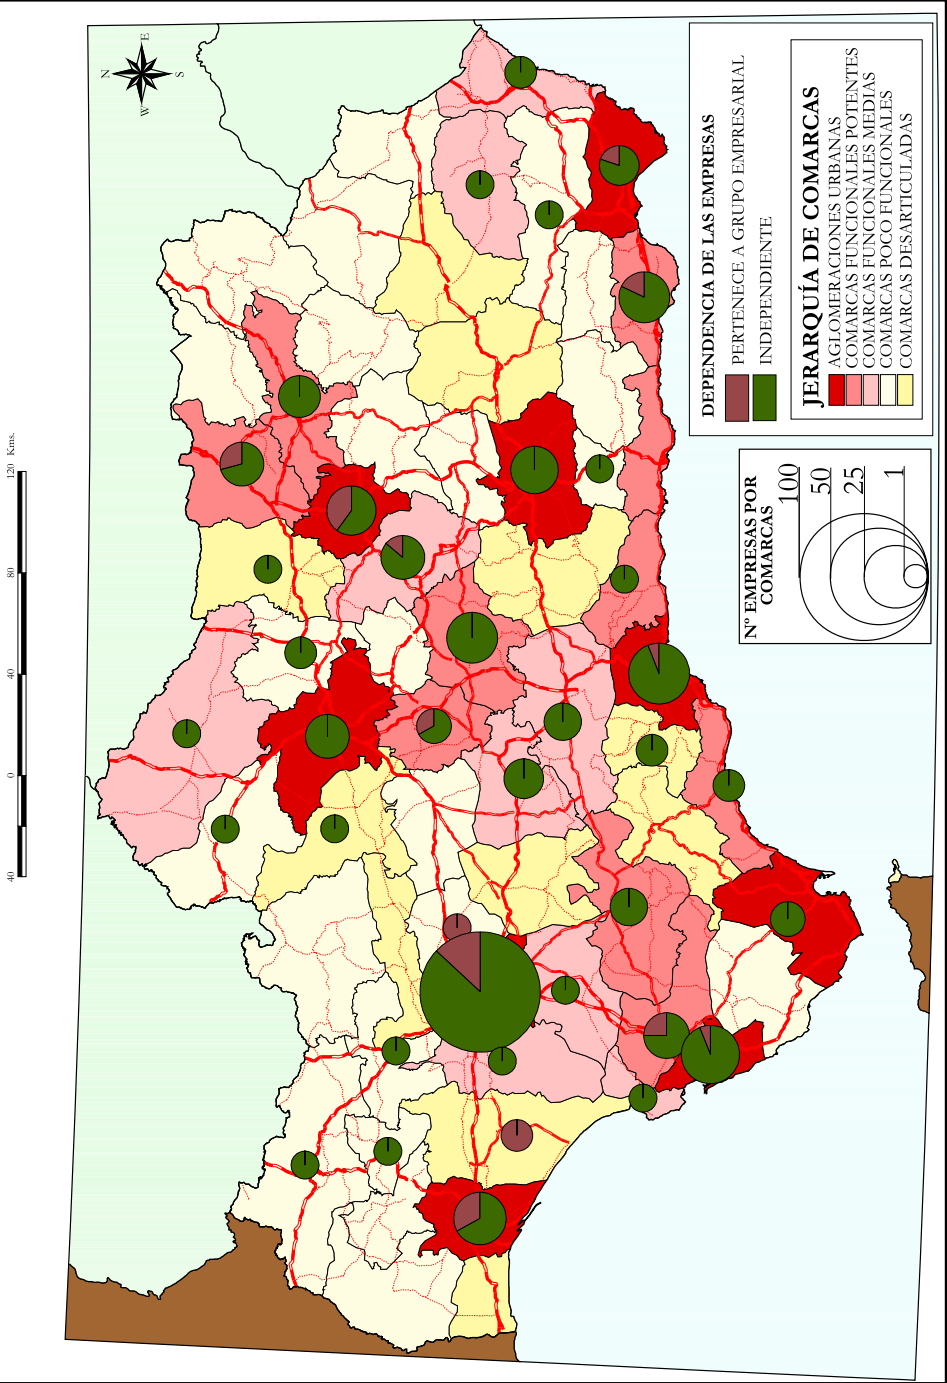 N
E
S
W
DEPENDENCIA DE LAS EMPRESAS
PERTENECE A GRUPO EMPRESARIAL
INDEPENDIENTE
JERARQUÍA DE COMARCAS
AGLOMERACIONES URBANAS
COMARCAS FUNCIONALES POTENTES
COMARCAS FUNCIONALES MEDIAS
COMARCAS POCO FUNCIONALES
COMARCAS DESARTICULADAS
Nº EMPRESAS POR
COMARCAS
100
50
25
1
40 0 40 80 120 Kms.